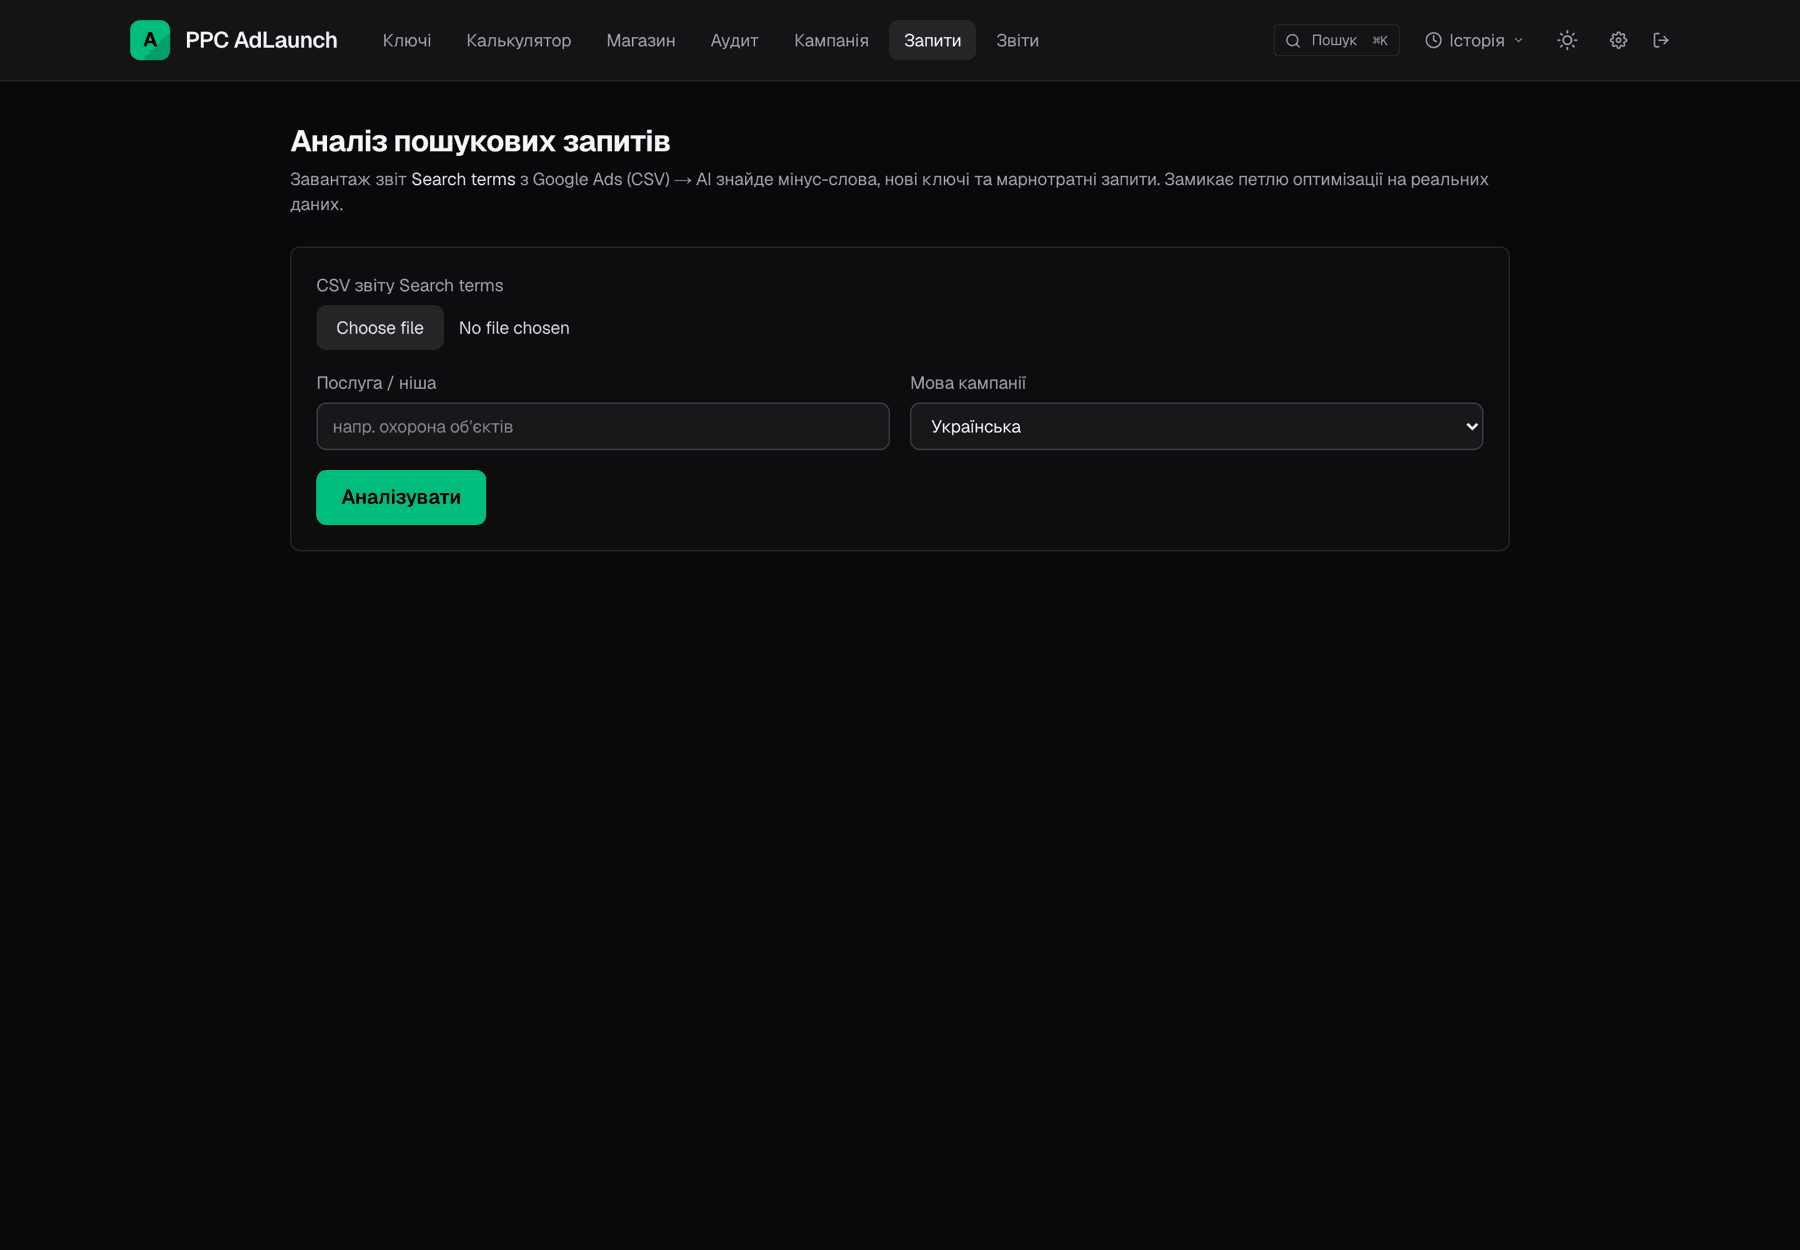 A PPC AdLaunch Ключі Калькулятор Магазин Аудит Кампанія Запити Звіти Пошук ⌘K Історія
Аналіз пошукових запитів
Завантаж звіт Search terms з Google Ads (CSV) → AI знайде мінус-слова, нові ключі та марнотратні запити. Замикає петлю оптимізації на реальних
даних.
CSV звіту Search terms
Choose file No file chosen
Послуга / ніша Мова кампанії
напр. охорона об'єктів Українська
Аналізувати